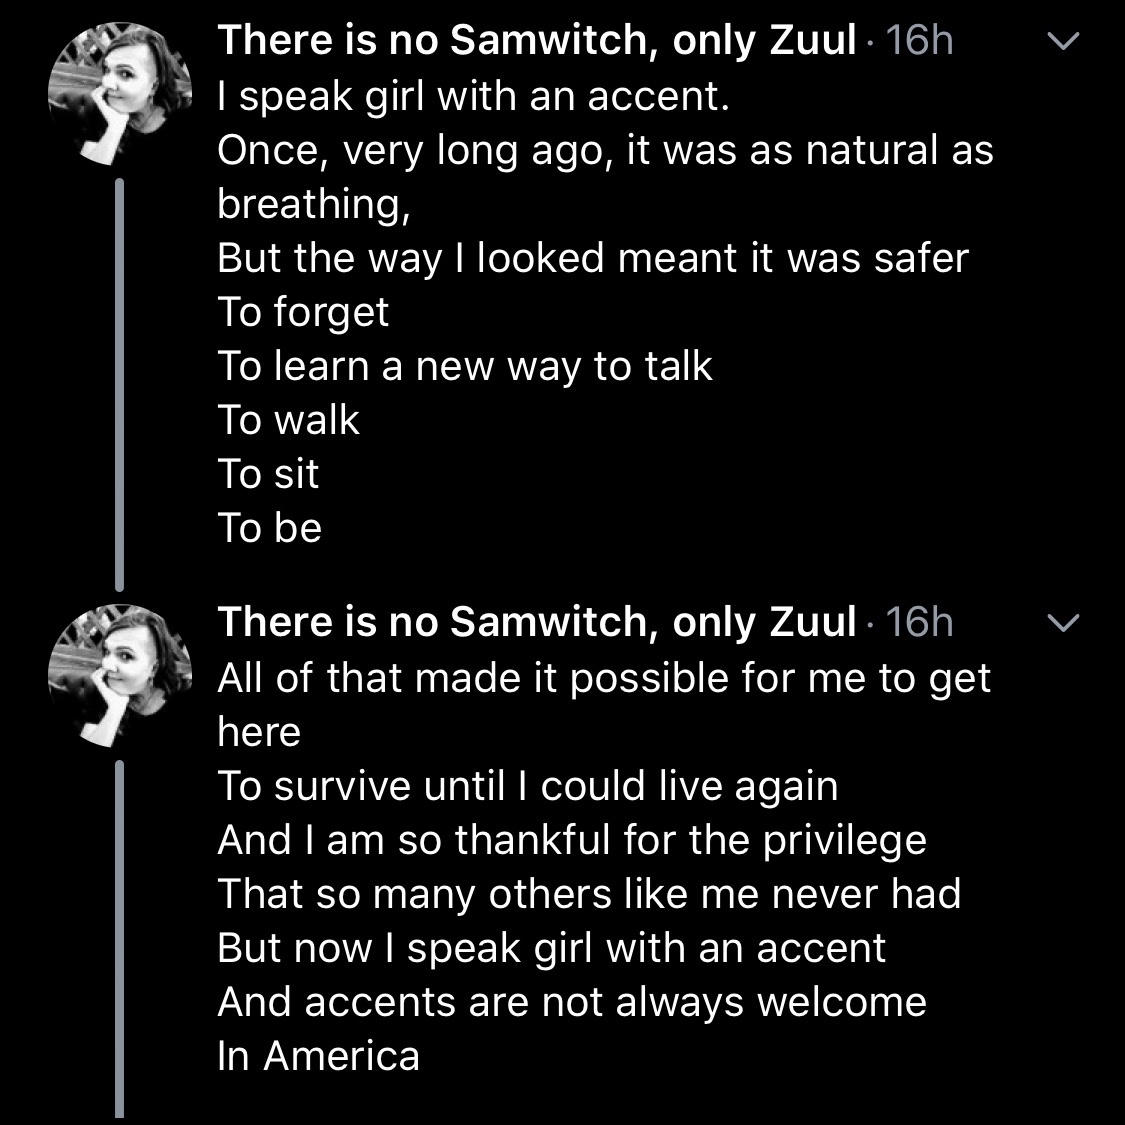 There is no Samwitch, only Zuul · 16h
I speak girl with an accent.
Once, very long ago, it was as natural as
breathing,
But the way I looked meant it was safer
To forget
To learn a new way to talk
To walk
To sit
To be
There is no Samwitch, only Zuul · 16h
All of that made it possible for me to get
here
To survive until I could live again
And I am so thankful for the privilege
That so many others like me never had
But now I speak girl with an accent
And accents are not always welcome
In America